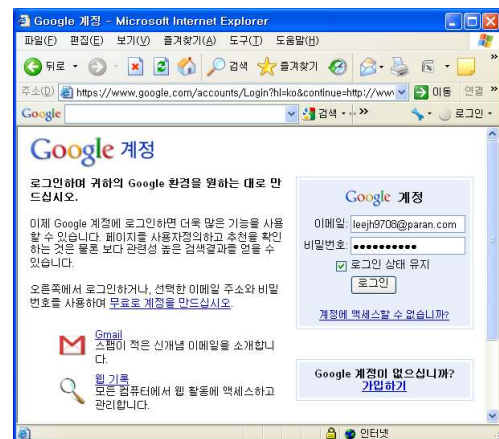 Google 계정 - Microsoft Internet Explorer
파일(F) 편집(E) 보기(V) 즐겨찾기(A) 도구(T) 도움말(H)
뒤로 검색 즐겨찾기
주소(D) https://www.google.com/accounts/Login?hl=ko&continue=http://www 이동 연결 »
Google 검색 » 로그인
Google 계정
로그인하여 귀하의 Google 환경을 원하는 대로 만
드십시오.
이제 Google 계정에 로그인하면 더욱 많은 기능을 사용
할 수 있습니다. 페이지를 사용자정의하고 추천을 확인
하는 것은 물론 보다 관련성 높은 검색결과를 얻을 수
있습니다.
오른쪽에서 로그인하거나, 선택한 이메일 주소와 비밀
번호를 사용하여 무료로 계정을 만드십시오.
Gmail
스팸이 적은 신개념 이메일을 소개합니
다.
웹 기록
모든 컴퓨터에서 웹 활동에 액세스하고
관리합니다.
Google 계정
이메일: leejh9708@paran.com
비밀번호: ●●●●●●●●●●
로그인 상태 유지
로그인
계정에 액세스할 수 없습니까?
Google 계정이 없으십니까?
가입하기
인터넷